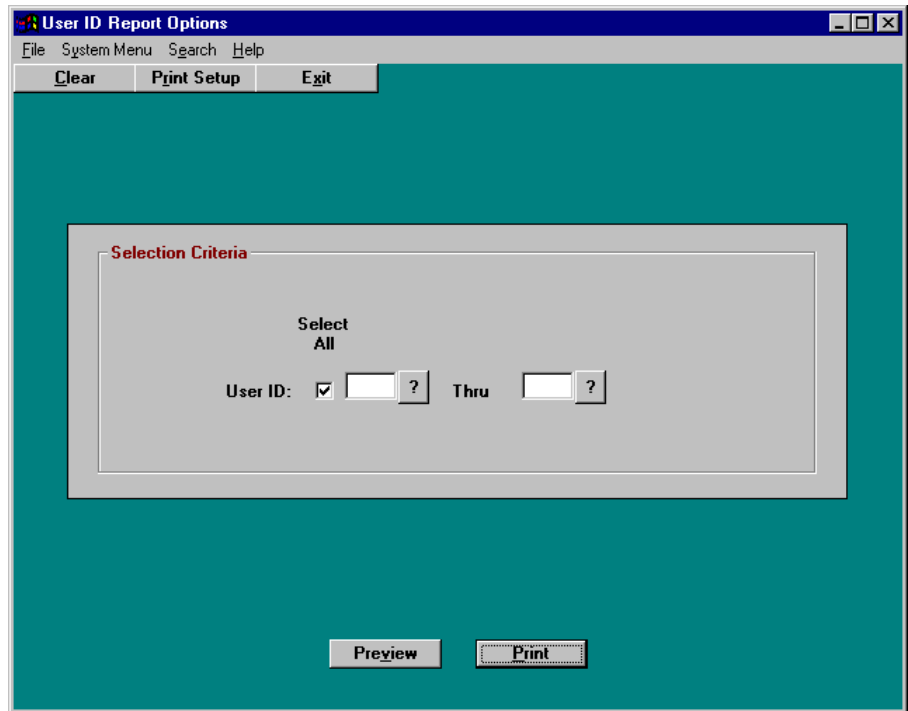 User ID Report Options
File System Menu Search Help
Clear Print Setup Exit
Selection Criteria
Select
All
User ID: ? Thru ?
Preview Print